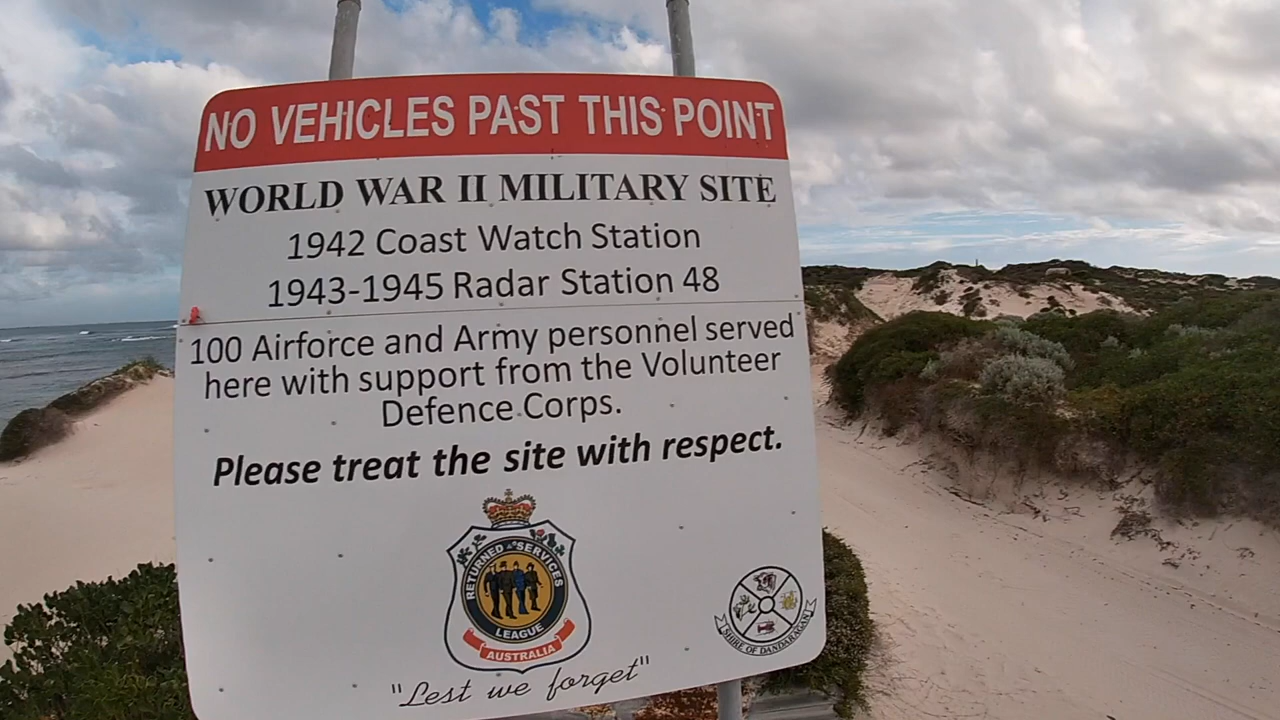 NO VEHICLES PAST THIS POINT
WORLD WAR II MILITARY SITE
1942 Coast Watch Station
1943-1945 Radar Station 48
100 Airforce and Army personnel served
here with support from the Volunteer
Defence Corps.
Please treat the site with respect.
RETURNED & SERVICES
LEAGUE
AUSTRALIA
SHIRE OF DANDARAGAN
"Lest we forget"